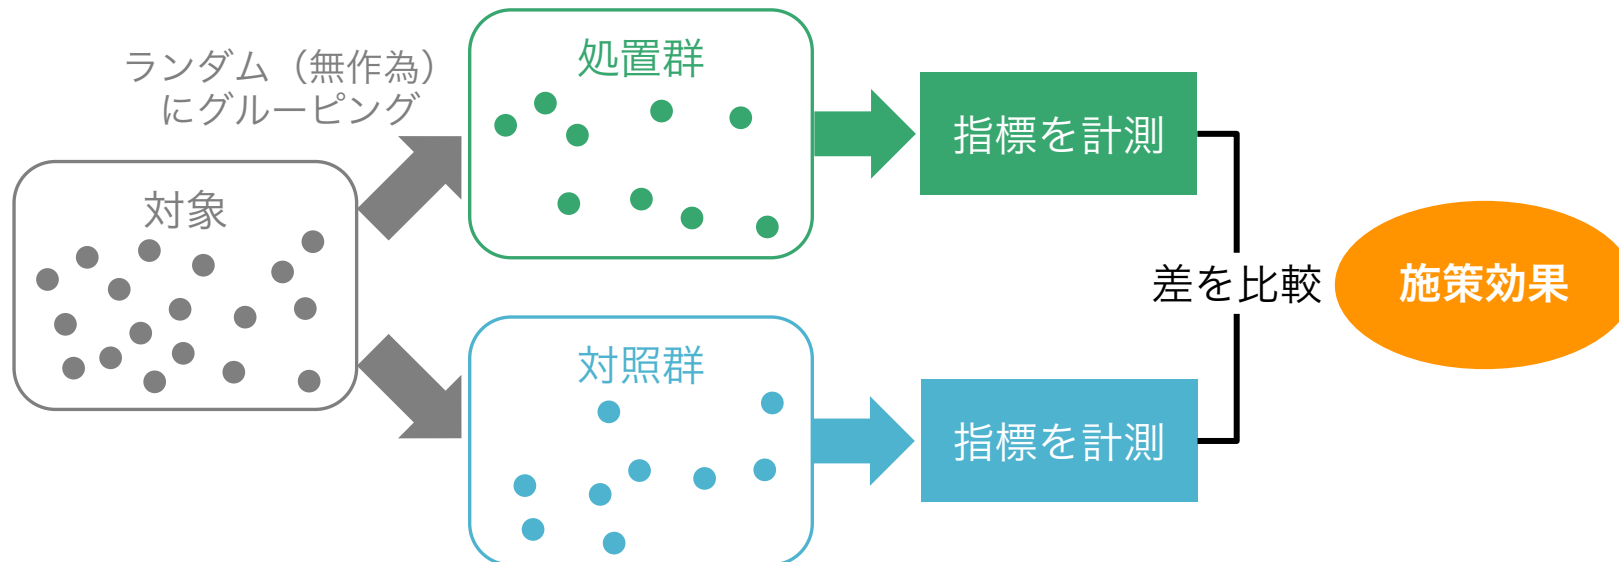 ランダム（無作為）
にグルーピング
対象
処置群
指標を計測
対照群
指標を計測
差を比較
施策効果